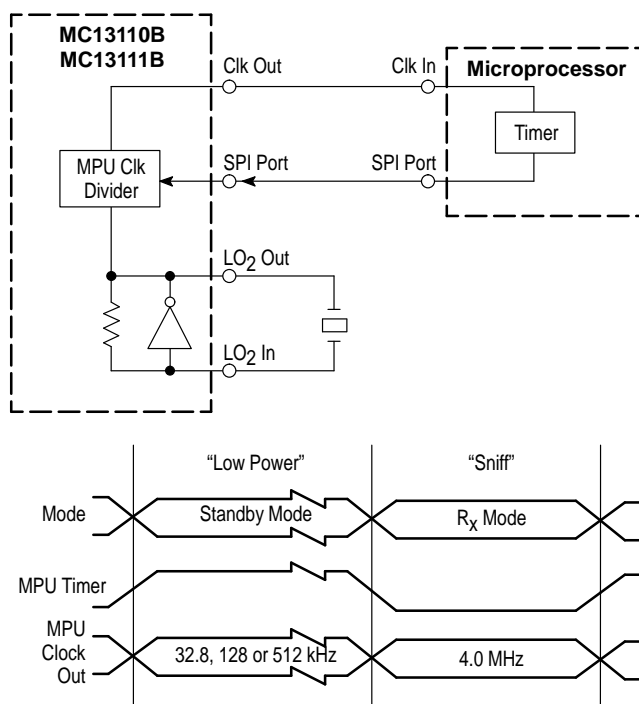 MC13110B
MC13111B
Clk Out
Clk In
Microprocessor
Timer
MPU Clk
Divider
SPI Port
SPI Port
LO2 Out
LO2 In
“Low Power”
“Sniff”
Mode
Standby Mode
Rx Mode
MPU Timer
MPU
Clock
Out
32.8, 128 or 512 kHz
4.0 MHz